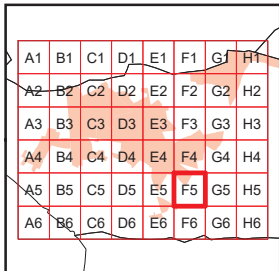 A1 B1 C1 D1 E1 F1 G1 H1
A2 B2 C2 D2 E2 F2 G2 H2
A3 B3 C3 D3 E3 F3 G3 H3
A4 B4 C4 D4 E4 F4 G4 H4
A5 B5 C5 D5 E5 F5 G5 H5
A6 B6 C6 D6 E6 F6 G6 H6